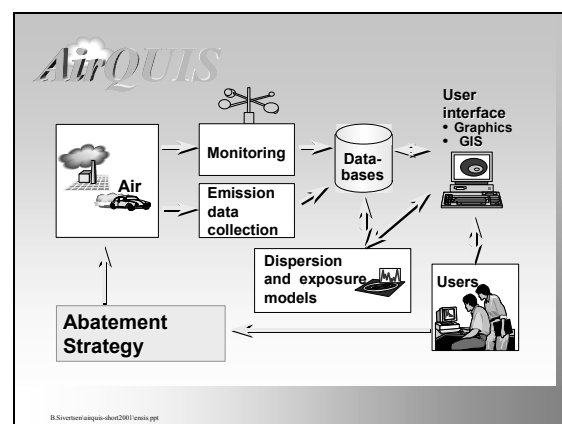 AirQUIS
User
interface
• Graphics
• GIS
Monitoring
Data-
bases
Air
Emission
data
collection
Dispersion
and exposure
models
Users
Abatement
Strategy
B.Sivertsen\airquis-short2001\ensis.ppt